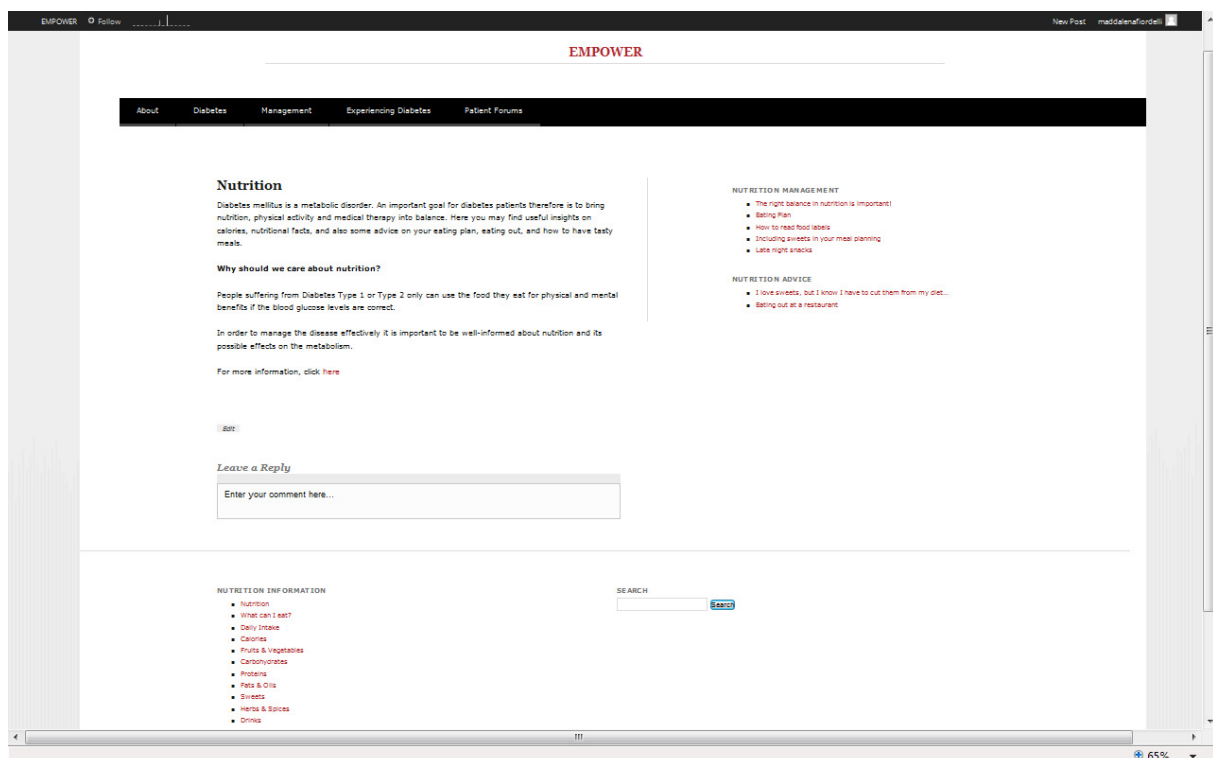 EMPOWER Follow New Post maddalenafiordelli
EMPOWER
About Diabetes Management Experiencing Diabetes Patient Forums
Nutrition
Diabetes mellitus is a metabolic disorder. An important goal for diabetes patients therefore is to bring
nutrition, physical activity and medical therapy into balance. Here you may find useful insights on
calories, nutritional facts, and also some advice on your eating plan, eating out, and how to have tasty
meals.
Why should we care about nutrition?
People suffering from Diabetes Type 1 or Type 2 only can use the food they eat for physical and mental
benefits if the blood glucose levels are correct.
In order to manage the disease effectively it is important to be well-informed about nutrition and its
possible effects on the metabolism.
For more information, click here
Edit
Leave a Reply
Enter your comment here...
NUTRITION MANAGEMENT
The right balance in nutrition is important!
Eating Plan
How to read food labels
Including sweets in your meal planning
Late night snacks
NUTRITION ADVICE
I love sweets, but I know I have to cut them from my diet...
Eating out at a restaurant
NUTRITION INFORMATION
Nutrition
What can I eat?
Daily Intake
Calories
Fruits & Vegetables
Carbohydrates
Proteins
Fats & Oils
Sweets
Herbs & Spices
Drinks
SEARCH
Search
65%